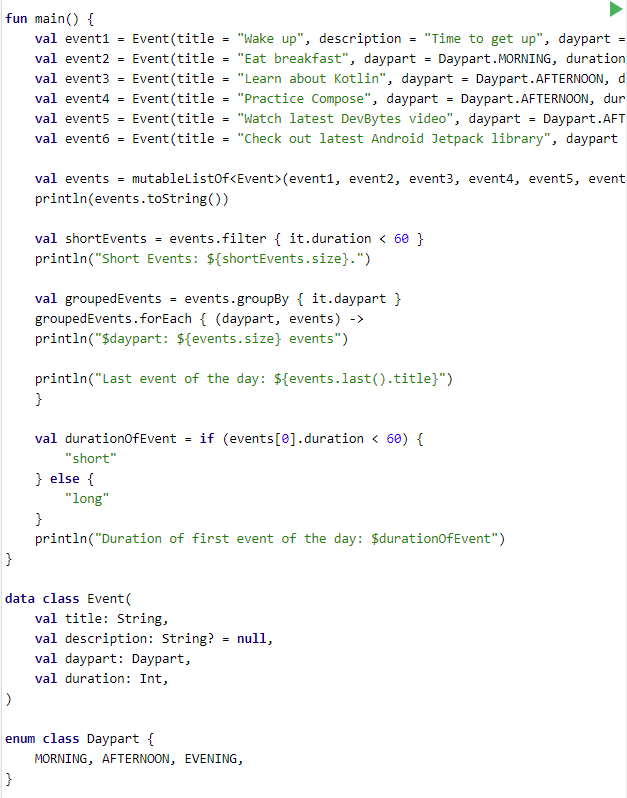 fun main() {
    val event1 = Event(title = "Wake up", description = "Time to get up", daypart =
    val event2 = Event(title = "Eat breakfast", daypart = Daypart.MORNING, duration
    val event3 = Event(title = "Learn about Kotlin", daypart = Daypart.AFTERNOON, d
    val event4 = Event(title = "Practice Compose", daypart = Daypart.AFTERNOON, dur
    val event5 = Event(title = "Watch latest DevBytes video", daypart = Daypart.AFT
    val event6 = Event(title = "Check out latest Android Jetpack library", daypart
    val events = mutableListOf<Event>(event1, event2, event3, event4, event5, event
    println(events.toString())
    val shortEvents = events.filter { it.duration < 60 }
    println("Short Events: ${shortEvents.size}.")
    val groupedEvents = events.groupBy { it.daypart }
    groupedEvents.forEach { (daypart, events) ->
    println("$daypart: ${events.size} events")
    println("Last event of the day: ${events.last().title}")
    }
    val durationOfEvent = if (events[0].duration < 60) {
        "short"
    } else {
        "long"
    }
    println("Duration of first event of the day: $durationOfEvent")
}
data class Event(
    val title: String,
    val description: String? = null,
    val daypart: Daypart,
    val duration: Int,
)
enum class Daypart {
    MORNING, AFTERNOON, EVENING,
}